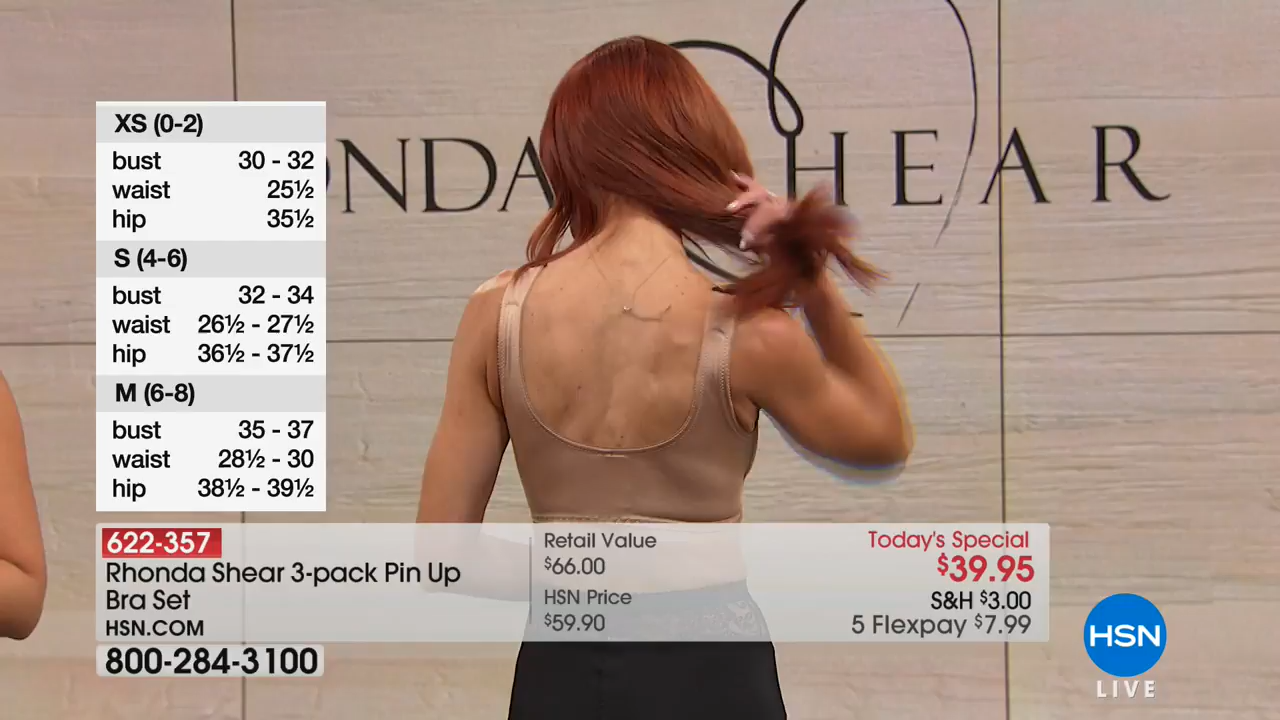 XS (0-2)
bust 30 - 32
waist 25½
hip 35½
S (4-6)
bust 32 - 34
waist 26½ - 27½
hip 36½ - 37½
M (6-8)
bust 35 - 37
waist 28½ - 30
hip 38½ - 39½
ONDA SHEAR
622-357
Rhonda Shear 3-pack Pin Up
Bra Set
HSN.COM
800-284-3100
Retail Value
$66.00
HSN Price
$59.90
Today's Special
$39.95
S&H $3.00
5 Flexpay $7.99
HSN
LIVE